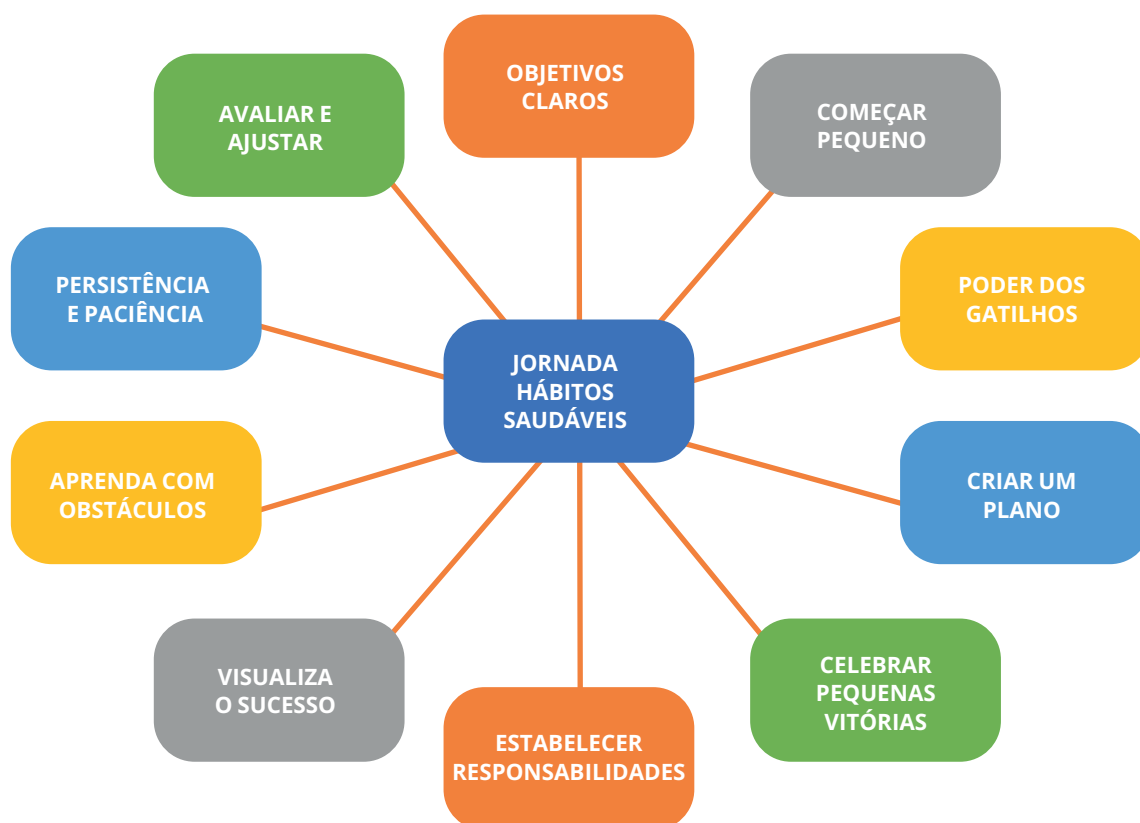 OBJETIVOS
CLAROS
COMEÇAR
PEQUENO
PODER DOS
GATILHOS
CRIAR UM
PLANO
CELEBRAR
PEQUENAS
VITÓRIAS
ESTABELECER
RESPONSABILIDADES
VISUALIZA
O SUCESSO
APRENDA COM
OBSTÁCULOS
PERSISTÊNCIA
E PACIÊNCIA
AVALIAR E
AJUSTAR
JORNADA
HÁBITOS
SAUDÁVEIS